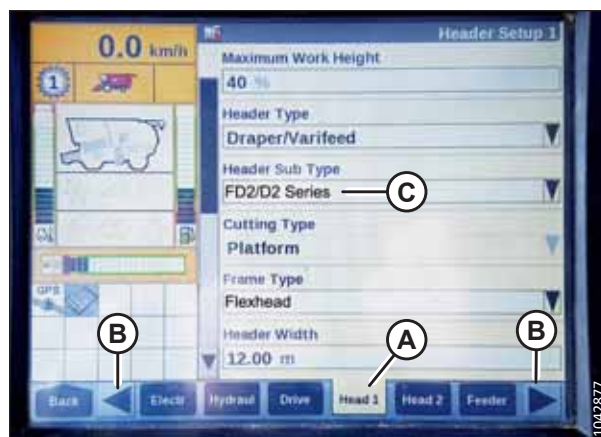 0.0 km/h
Header Setup 1
1
Maximum Work Height
40 %
Header Type
Draper/Varifeed
Header Sub Type
FD2/D2 Series
C
Cutting Type
Platform
Frame Type
Flexhead
GPS
Header Width
12.00 m
B
A
B
Back
Electr
Hydraul
Drive
Head 1
Head 2
Feeder
1042877